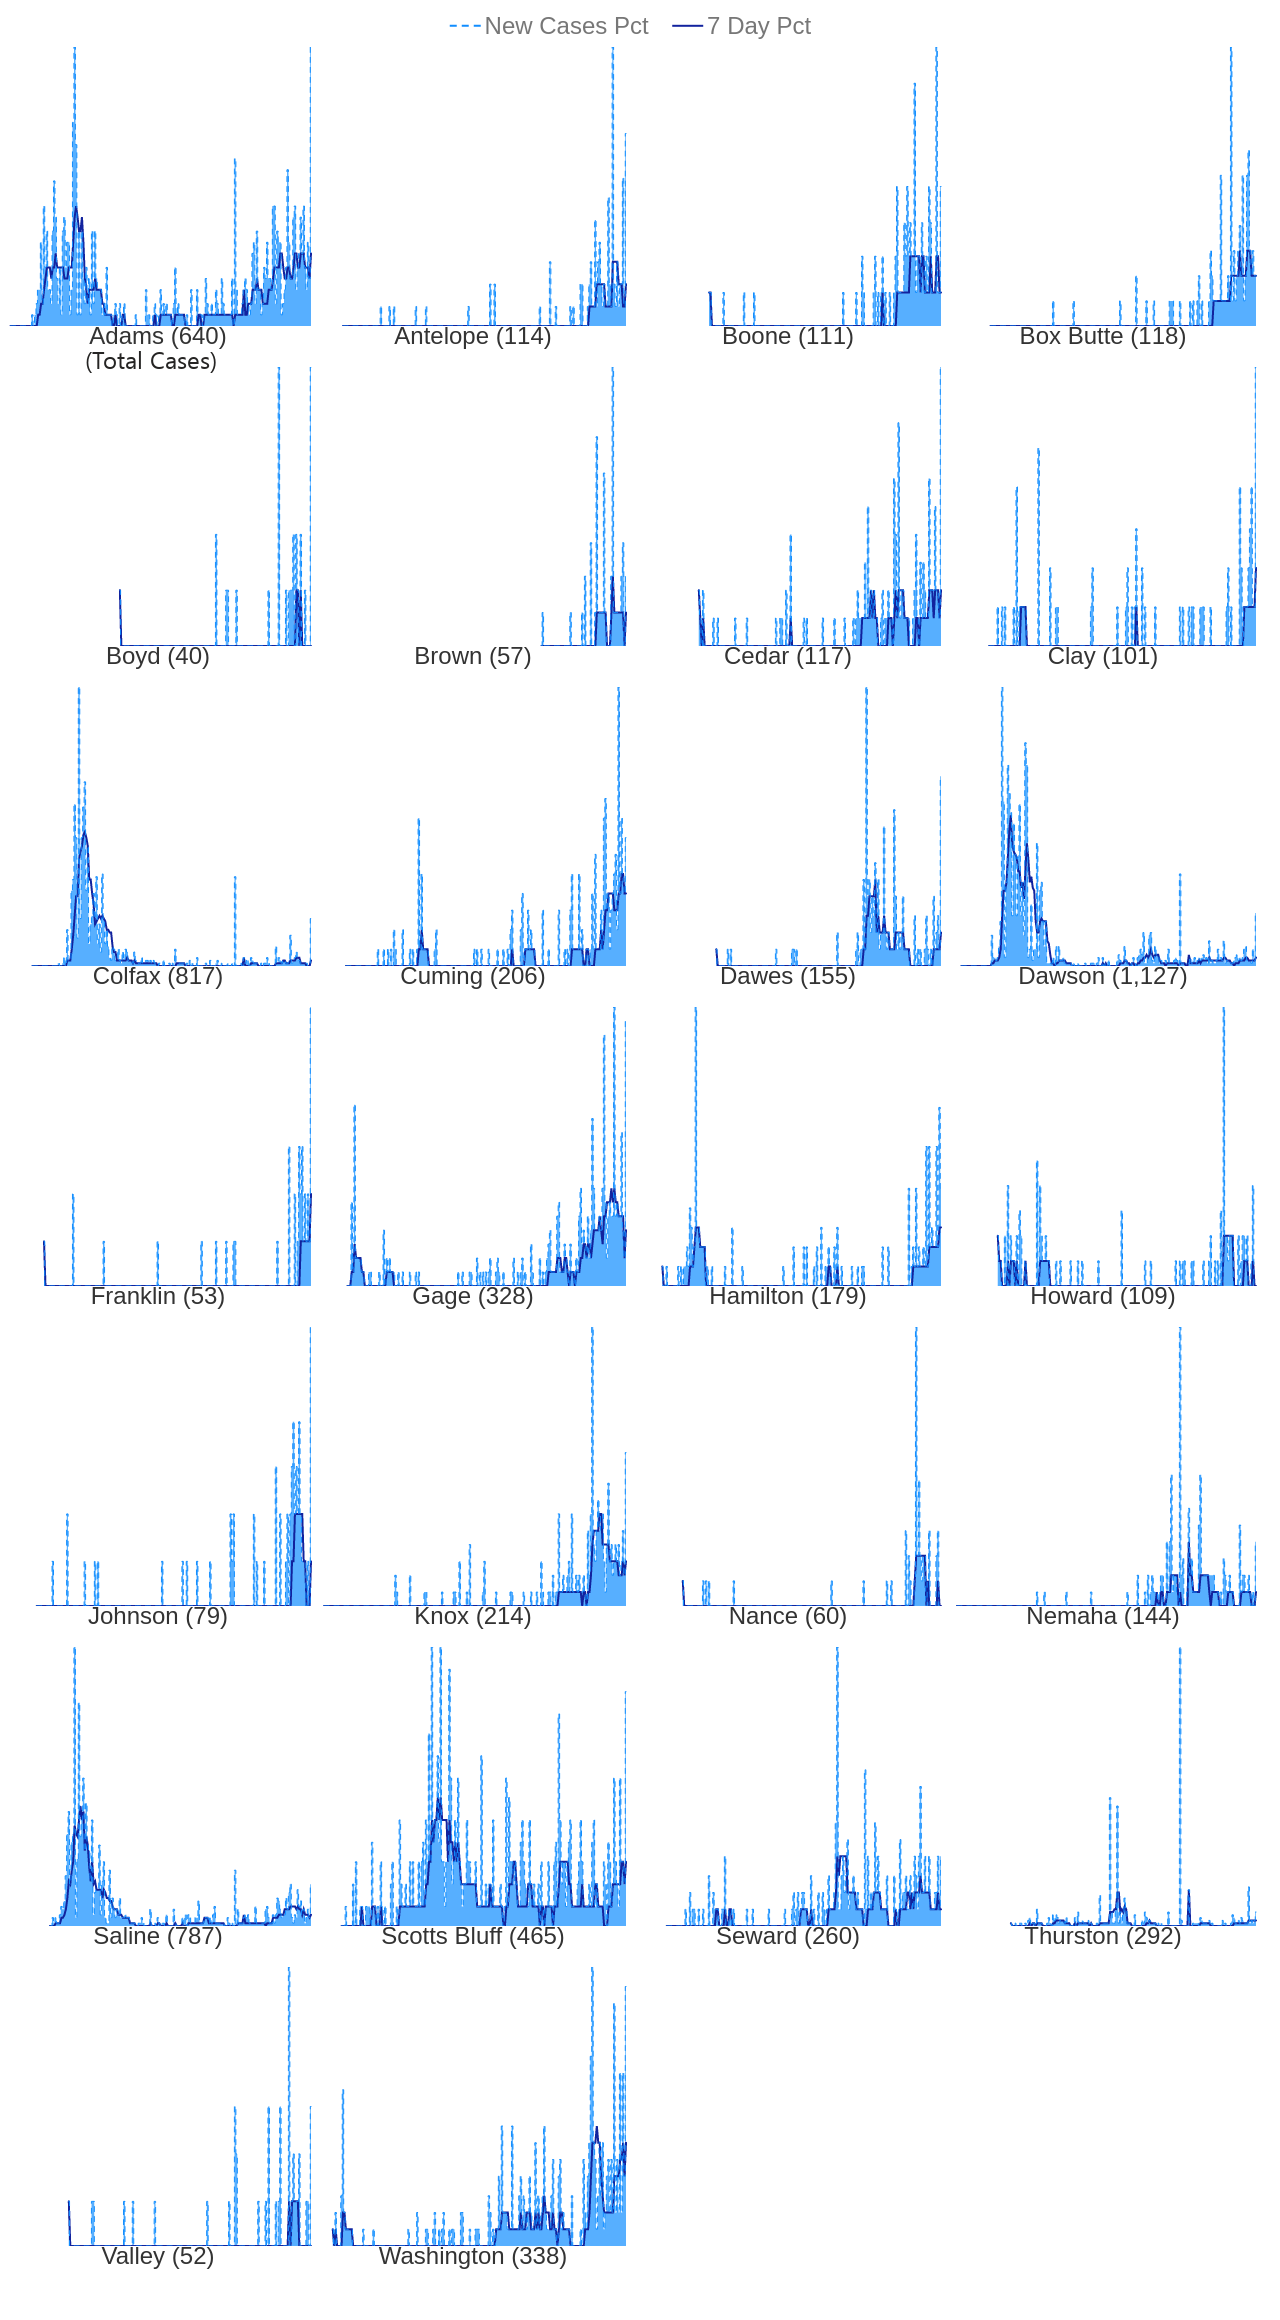 New Cases Pct 7 Day Pct
Adams (640) Antelope (114) Boone (111) Box Butte (118)
(Total Cases)
Boyd (40) Brown (57) Cedar (117) Clay (101)
Colfax (817) Cuming (206) Dawes (155) Dawson (1,127)
Franklin (53) Gage (328) Hamilton (179) Howard (109)
Johnson (79) Knox (214) Nance (60) Nemaha (144)
Saline (787) Scotts Bluff (465) Seward (260) Thurston (292)
Valley (52) Washington (338)